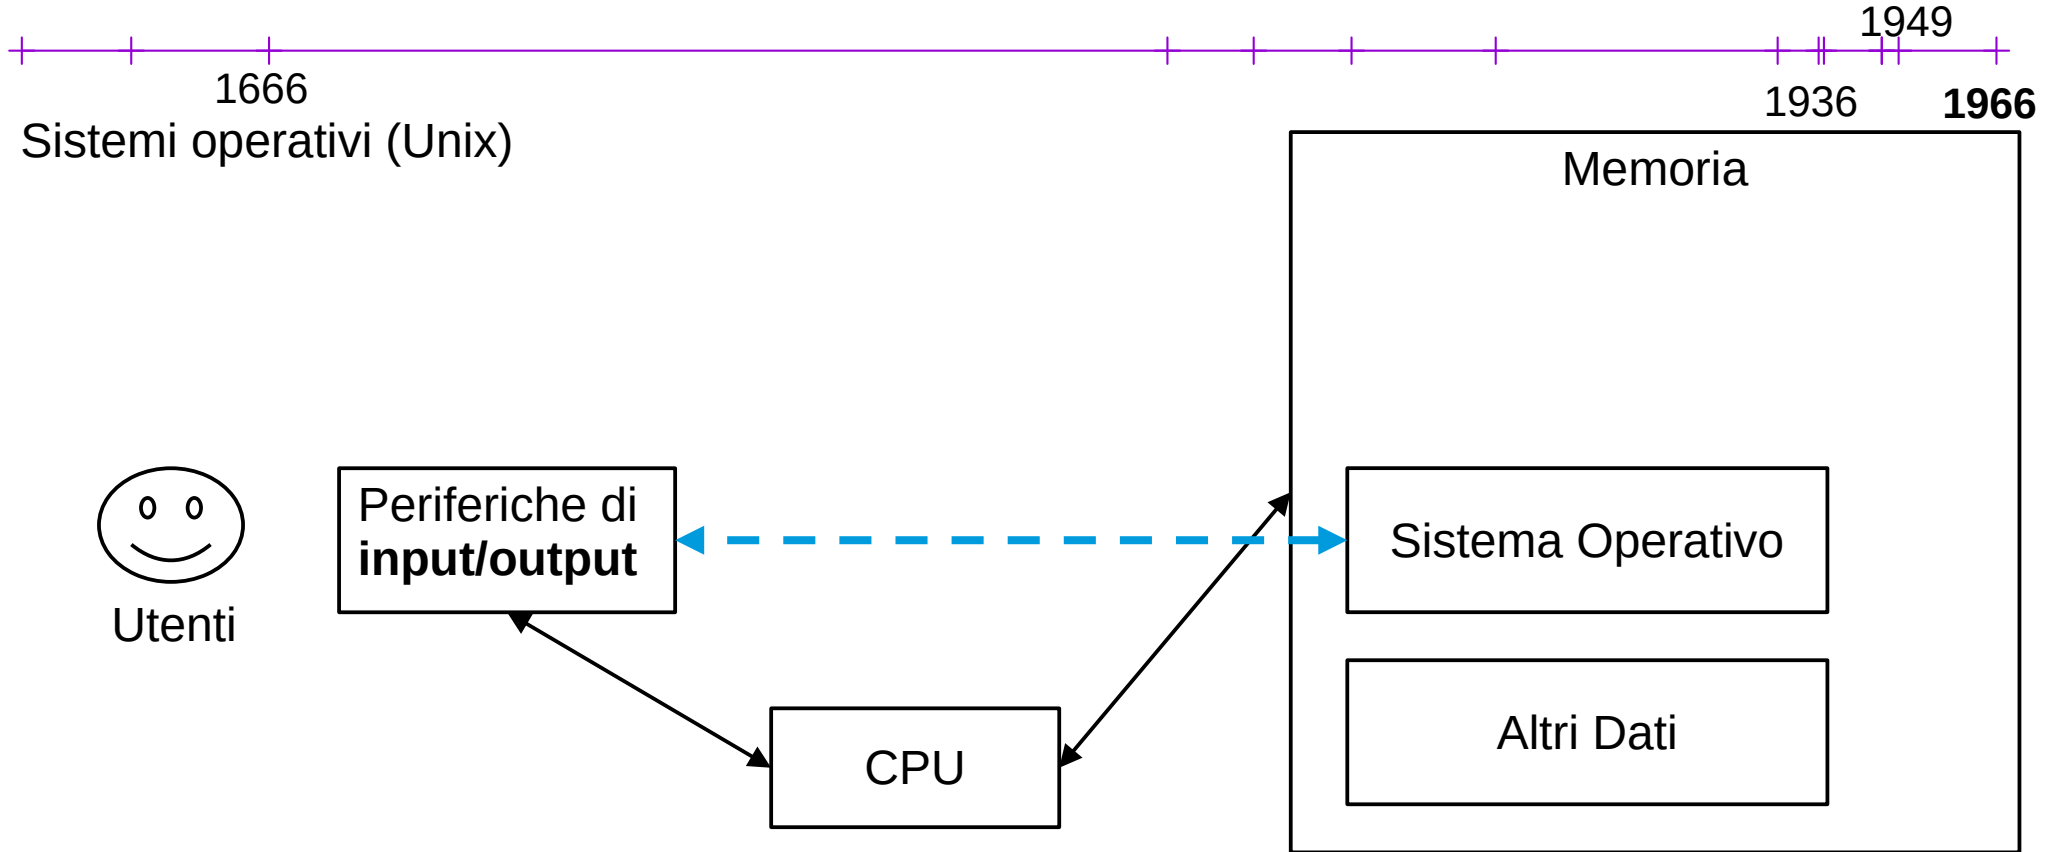 1949
1666
1936
1966
Sistemi operativi (Unix)
Memoria
Periferiche di
input/output
Sistema Operativo
Utenti
Altri Dati
CPU